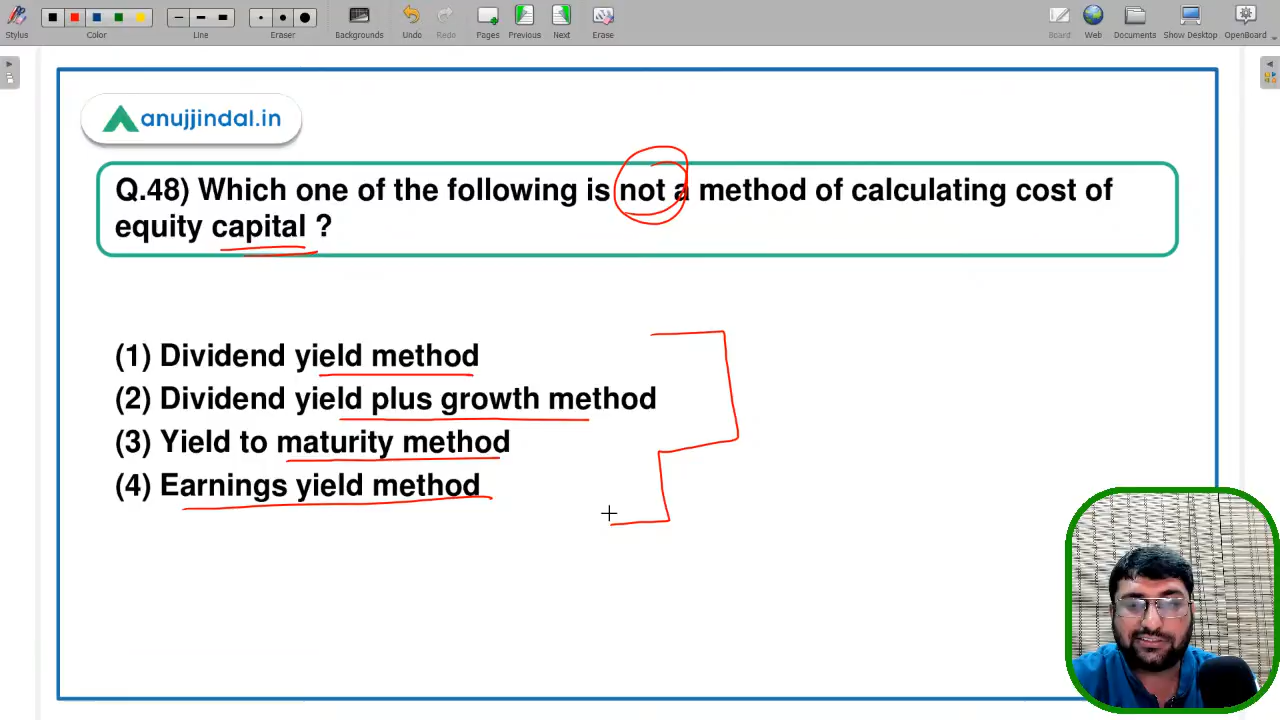 Stylus
Color
Line
Eraser
Backgrounds
Undo
Redo
Pages
Previous
Next
Erase
Board
Web
Documents
Show Desktop
OpenBoard
anujjindal.in
Q.48) Which one of the following is not a method of calculating cost of
equity capital ?
(1) Dividend yield method
(2) Dividend yield plus growth method
(3) Yield to maturity method
(4) Earnings yield method